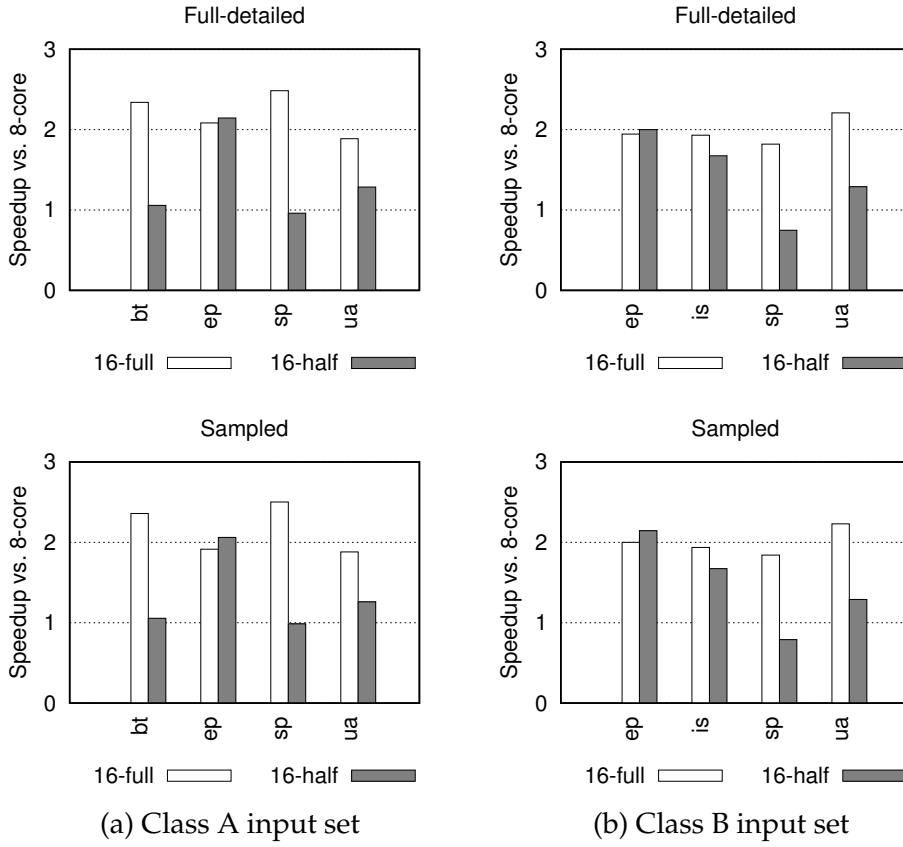 Full-detailed
Speedup vs. 8-core
3
2
1
0
bt
ep
sp
ua
16-full 16-half
Full-detailed
Speedup vs. 8-core
3
2
1
0
ep
is
sp
ua
16-full 16-half
Sampled
Speedup vs. 8-core
3
2
1
0
bt
ep
sp
ua
16-full 16-half
(a) Class A input set
Sampled
Speedup vs. 8-core
3
2
1
0
ep
is
sp
ua
16-full 16-half
(b) Class B input set